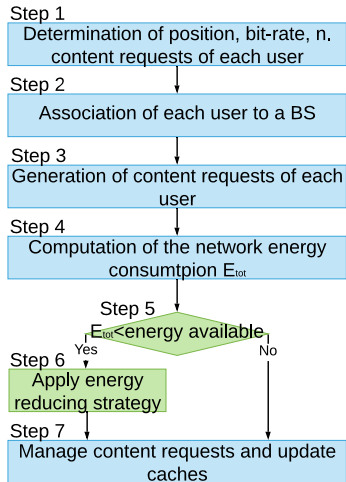 Step 1
Determination of position, bit-rate, n.
content requests of each user
Step 2
Association of each user to a BS
Step 3
Generation of content requests of each
user
Step 4
Computation of the network energy
consumtpion Etot
Step 5
Etot<energy available
Yes
No
Step 6
Apply energy
reducing strategy
Step 7
Manage content requests and update
caches